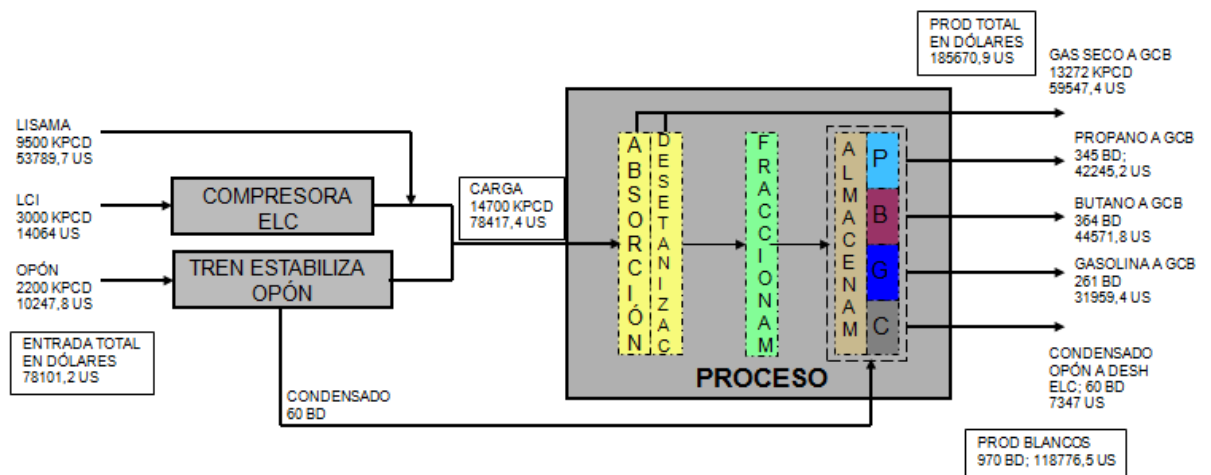 PROD TOTAL
EN DÓLARES
185670,9 US
GAS SECO A GCB
13272 KPCD
59547,4 US
LISAMA
9500 KPCD
53789,7 US
LCI
3000 KPCD
14064 US
COMPRESORA
ELC
OPÓN
2200 KPCD
10247,8 US
TREN ESTABILIZA
OPÓN
ENTRADA TOTAL
EN DÓLARES
78101,2 US
CARGA
14700 KPCD
78417,4 US
CONDENSADO
60 BD
ABSORCIÓN
DESETANIZAC
FRACCIONAM
ALMACENAM
P
B
G
C
PROCESO
PROPANO A GCB
345 BD;
42245,2 US
BUTANO A GCB
364 BD
44571,8 US
GASOLINA A GCB
261 BD
31959,4 US
CONDENSADO
OPÓN A DESH
ELC; 60 BD
7347 US
PROD BLANCOS
970 BD; 118776,5 US